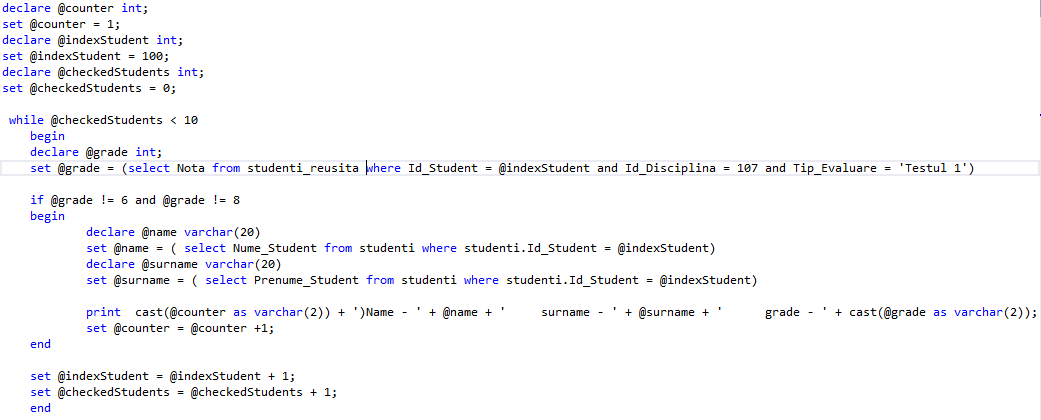 declare @counter int;
set @counter = 1;
declare @indexStudent int;
set @indexStudent = 100;
declare @checkedStudents int;
set @checkedStudents = 0;
while @checkedStudents < 10
begin
declare @grade int;
set @grade = (select Nota from studenti_reusita where Id_Student = @indexStudent and Id_Disciplina = 107 and Tip_Evaluare = 'Testul 1')
if @grade != 6 and @grade != 8
begin
declare @name varchar(20)
set @name = ( select Nume_Student from studenti where studenti.Id_Student = @indexStudent)
declare @surname varchar(20)
set @surname = ( select Prenume_Student from studenti where studenti.Id_Student = @indexStudent)
print  cast(@counter as varchar(2)) + ')Name - ' + @name + '     surname - ' + @surname + '      grade - ' + cast(@grade as varchar(2));
set @counter = @counter +1;
end
set @indexStudent = @indexStudent + 1;
set @checkedStudents = @checkedStudents + 1;
end